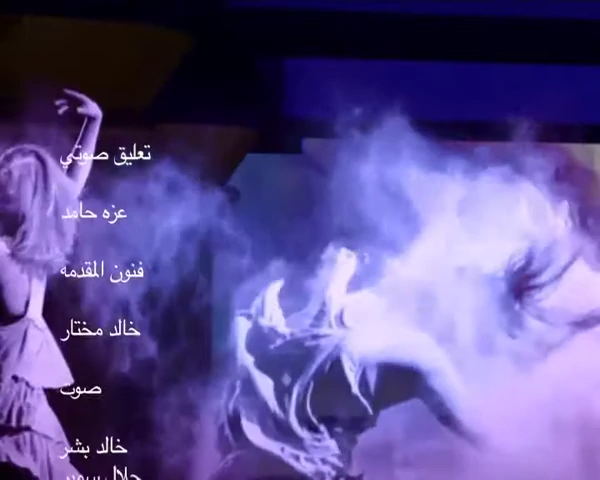 تعليق صوتي
عزه حامد
فنون المقدمه
خالد مختار
صوت
خالد بشر